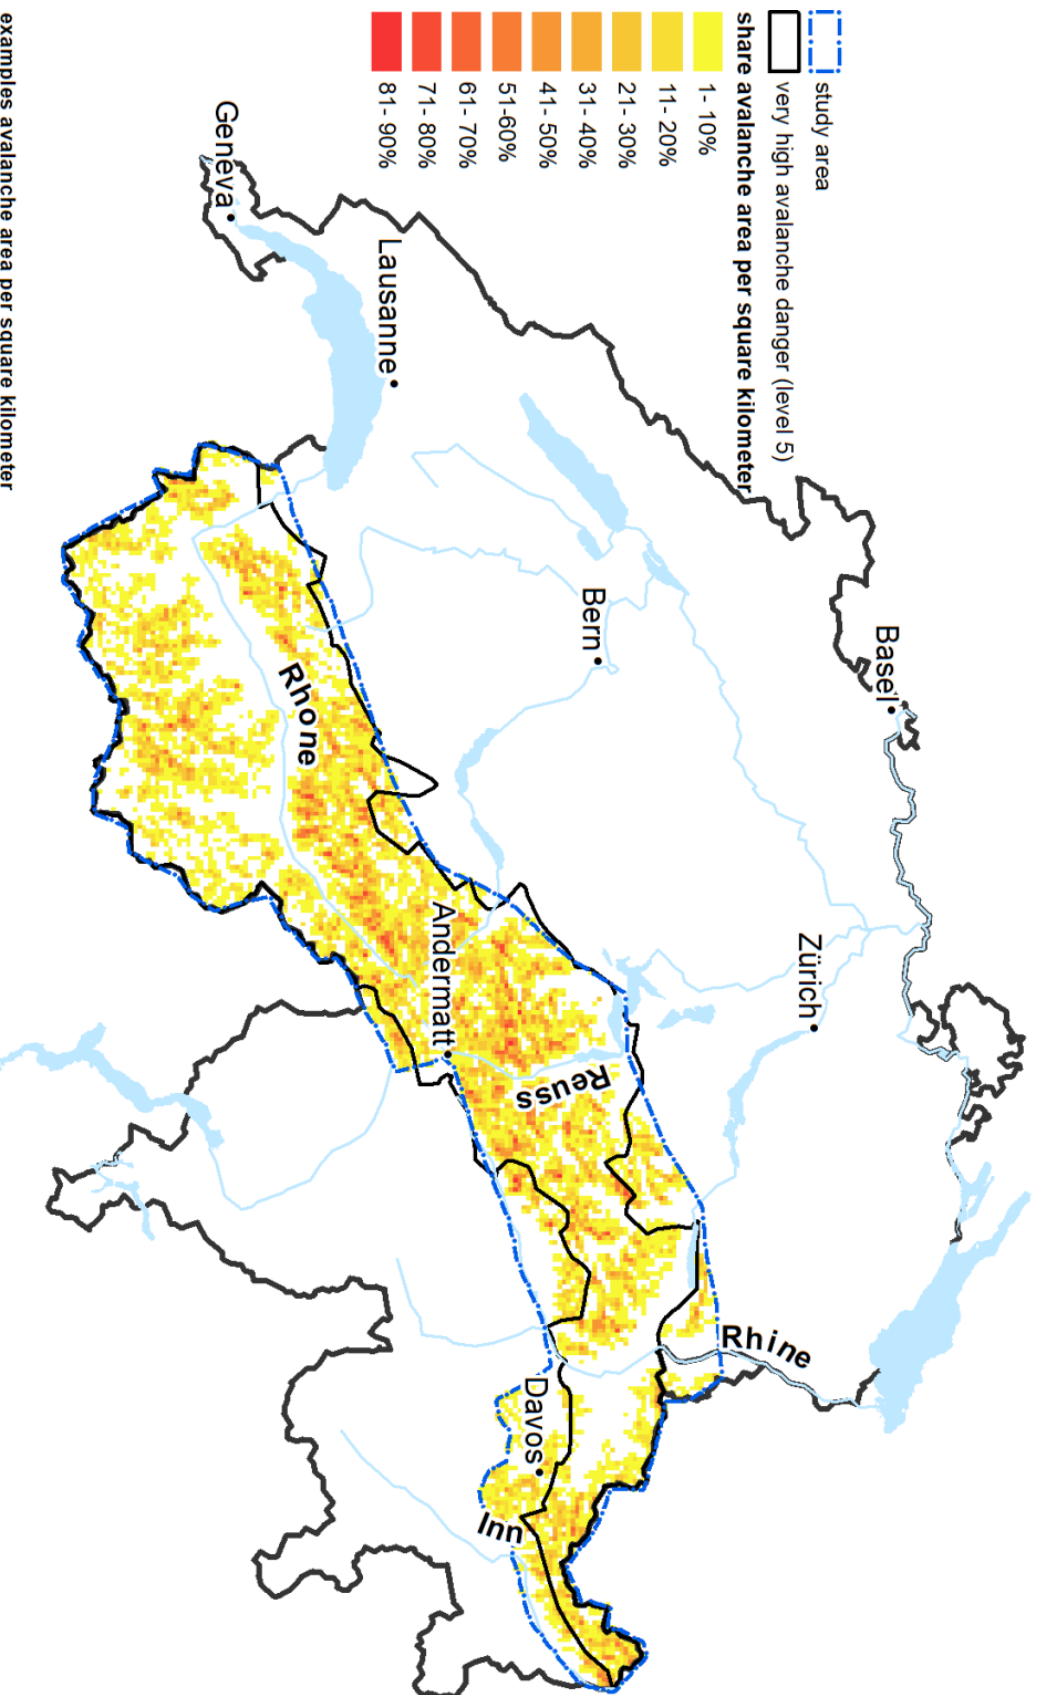 study area
very high avalanche danger (level 5)
share avalanche area per square kilometer
1- 10%
11- 20%
21- 30%
31- 40%
41- 50%
51-60%
61- 70%
71- 80%
81- 90%
Basel
Zürich
Rhine
Bern
Lausanne
Geneva
Reuss
Andermatt
Rhone
Davos
Inn
examples avalanche area per square kilometer